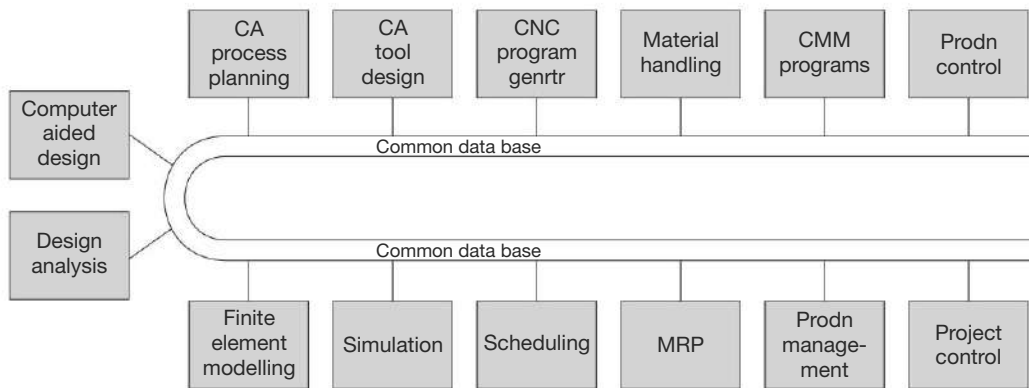 CA
process
planning
CA
tool
design
CNC
program
genrtr
Material
handling
CMM
programs
Prodn
control
Computer
aided
design
Common data base
Design
analysis
Common data base
Finite
element
modelling
Simulation
Scheduling
MRP
Prodn
manage-
ment
Project
control